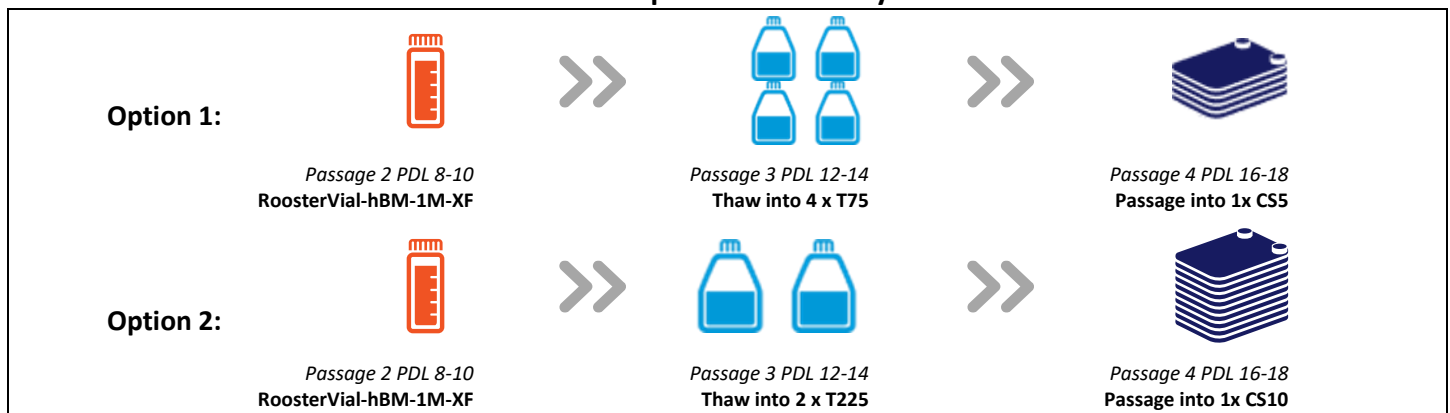 Option 1:
Passage 2 PDL 8-10
RoosterVial-hBM-1M-XF
Passage 3 PDL 12-14
Thaw into 4 x T75
Passage 4 PDL 16-18
Passage into 1x CS5
Option 2:
Passage 2 PDL 8-10
RoosterVial-hBM-1M-XF
Passage 3 PDL 12-14
Thaw into 2 x T225
Passage 4 PDL 16-18
Passage into 1x CS10